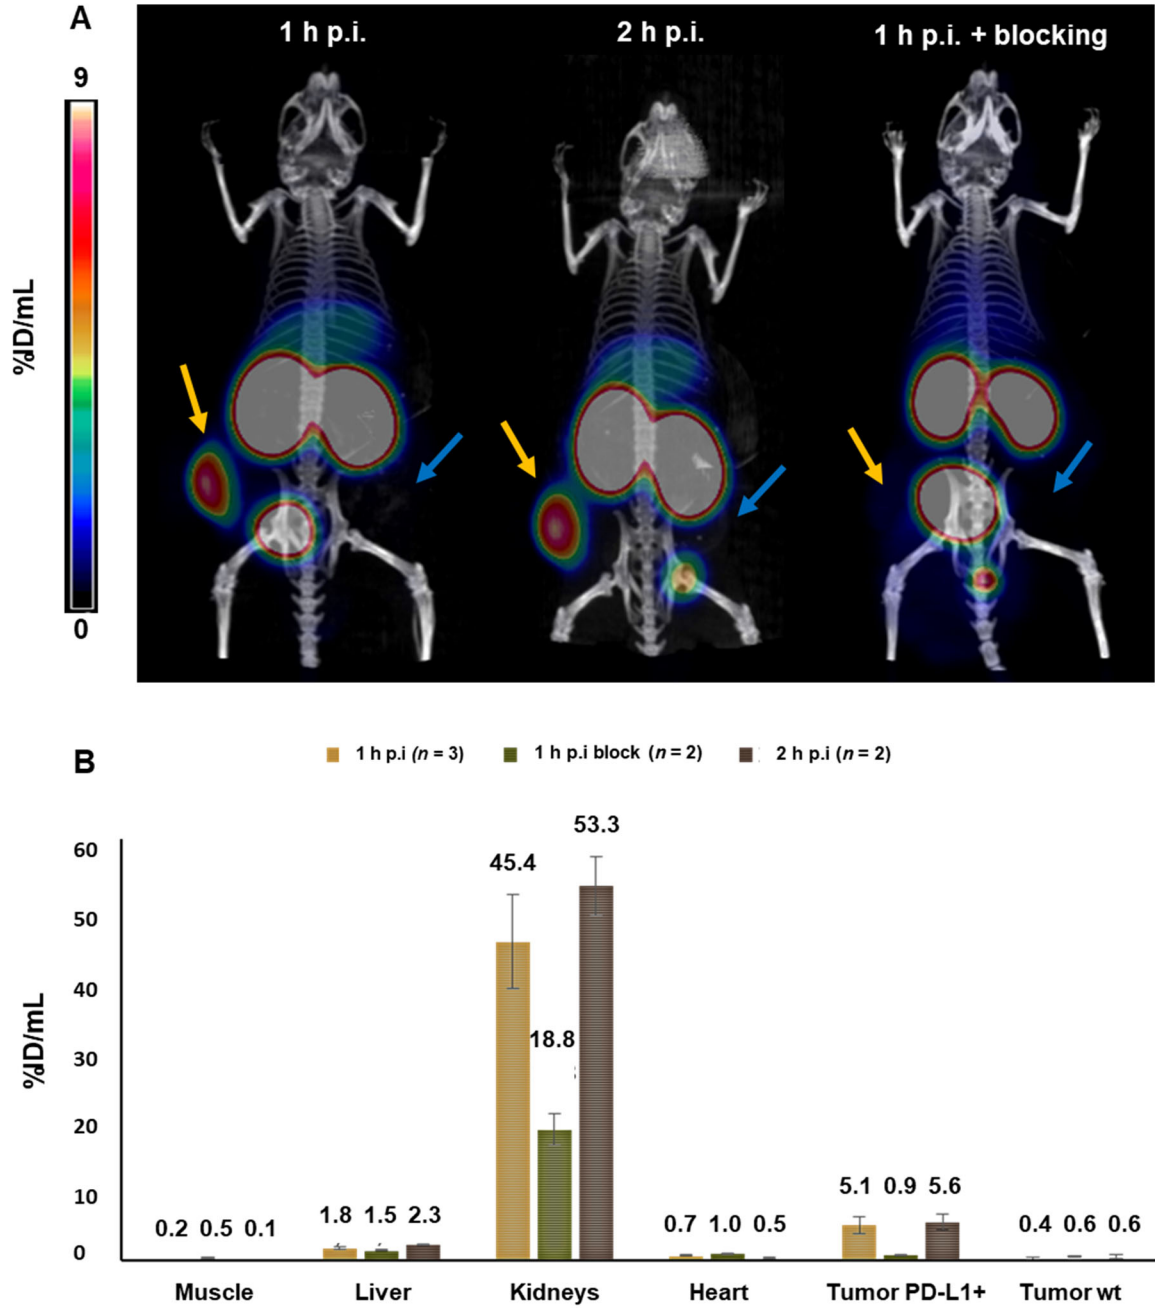 A
1 h p.i.
2 h p.i.
1 h p.i. + blocking
9
%ID/mL
0
B
1 h p.i (n = 3)
1 h p.i block (n = 2)
2 h p.i (n = 2)
60
50
40
30
20
10
0
%ID/mL
0.2 0.5 0.1
1.8 1.5 2.3
45.4
18.8
53.3
0.7 1.0 0.5
5.1 0.9 5.6
0.4 0.6 0.6
Muscle
Liver
Kidneys
Heart
Tumor PD-L1+
Tumor wt